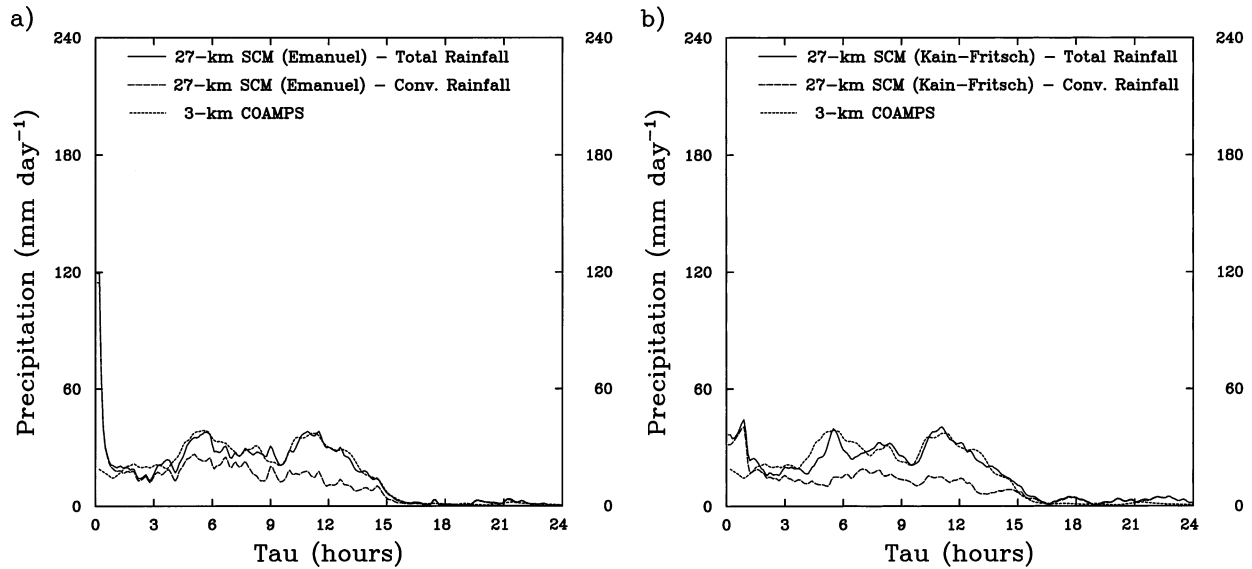 a)
240
180
120
60
0
Precipitation (mm day⁻¹)
27-km SCM (Emanuel) - Total Rainfall
27-km SCM (Emanuel) - Conv. Rainfall
3-km COAMPS
240
180
120
60
0
0 3 6 9 12 15 18 21 24
Tau (hours)
b)
240
180
120
60
0
Precipitation (mm day⁻¹)
27-km SCM (Kain-Fritsch) - Total Rainfall
27-km SCM (Kain-Fritsch) - Conv. Rainfall
3-km COAMPS
240
180
120
60
0
0 3 6 9 12 15 18 21 24
Tau (hours)